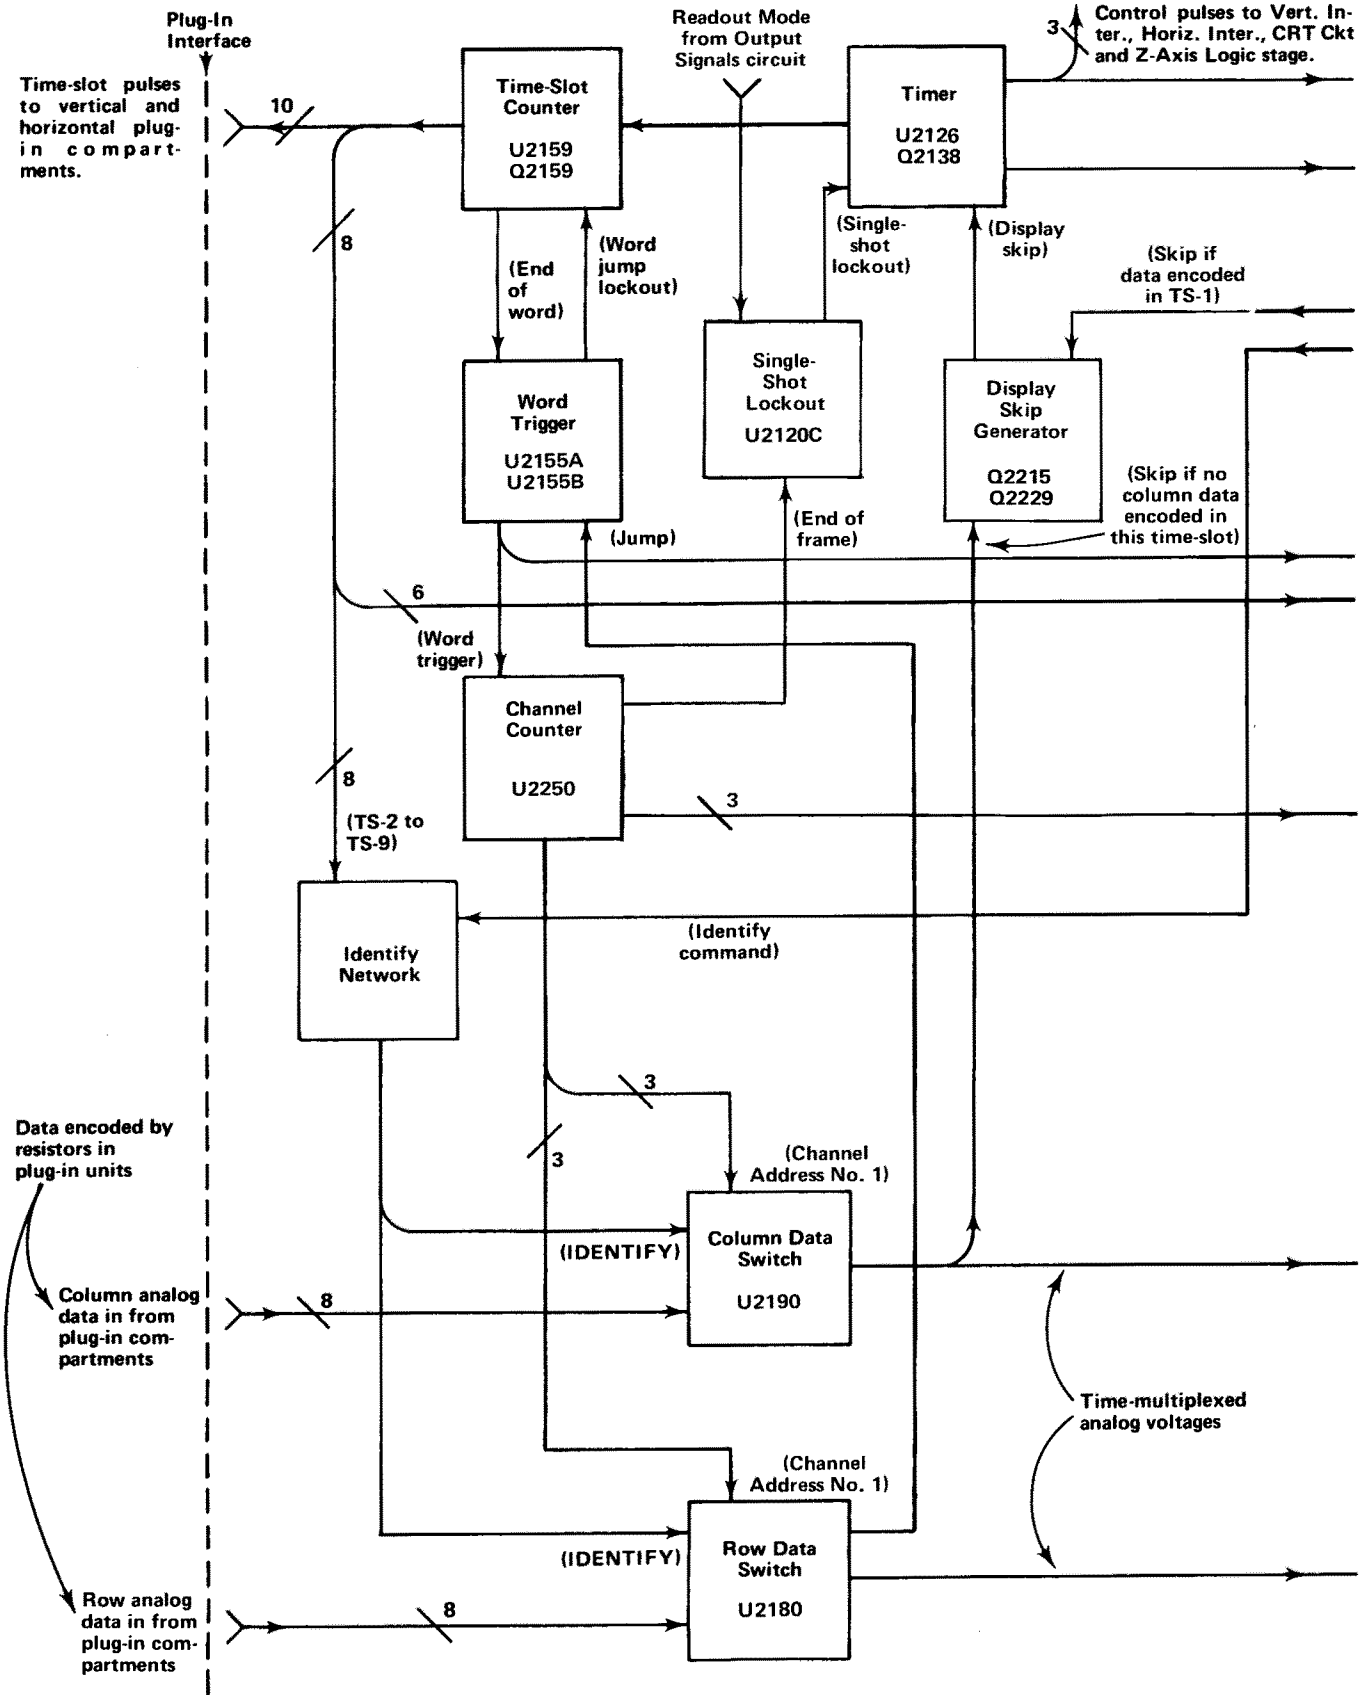 Plug-In
Interface
Time-slot pulses
to vertical and
horizontal plug-
in compart-
ments.
10
8
Time-Slot
Counter
U2159
Q2159
Readout Mode
from Output
Signals circuit
Timer
U2126
Q2138
3
Control pulses to Vert. In-
ter., Horiz. Inter., CRT Ckt
and Z-Axis Logic stage.
(End
of
word)
(Word
jump
lockout)
(Single-
shot
lockout)
(Display
skip)
(Skip if
data encoded
in TS-1)
Word
Trigger
U2155A
U2155B
Single-
Shot
Lockout
U2120C
Display
Skip
Generator
Q2215
Q2229
(Skip if no
column data
encoded in
this time-slot)
(Jump)
(End of
frame)
6
(Word
trigger)
Channel
Counter
U2250
8
3
(TS-2 to
TS-9)
Identify
Network
(Identify
command)
3
3
Data encoded by
resistors in
plug-in units
(Channel
Address No. 1)
(IDENTIFY)
Column Data
Switch
U2190
Column analog
data in from
plug-in com-
partments
8
Time-multiplexed
analog voltages
(Channel
Address No. 1)
(IDENTIFY)
Row Data
Switch
U2180
Row analog
data in from
plug-in com-
partments
8